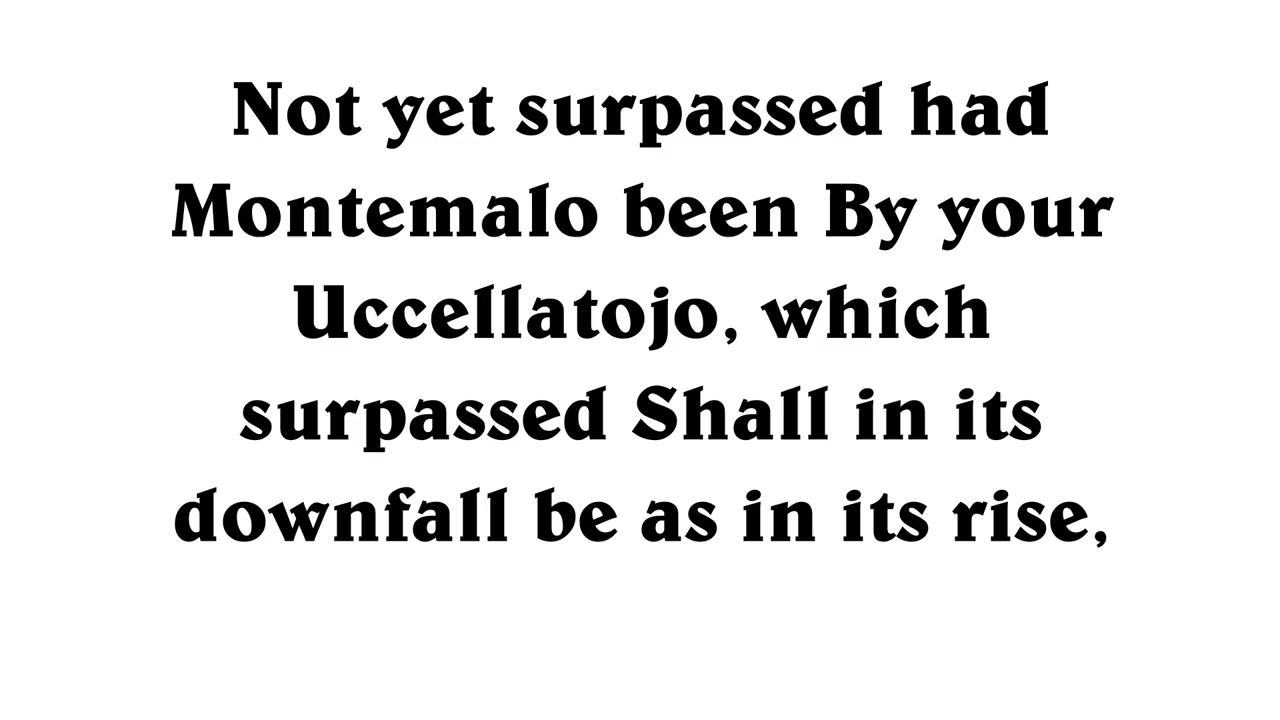 Not yet surpassed had
Montemalo been By your
Uccellatojo, which
surpassed Shall in its
downfall be as in its rise,